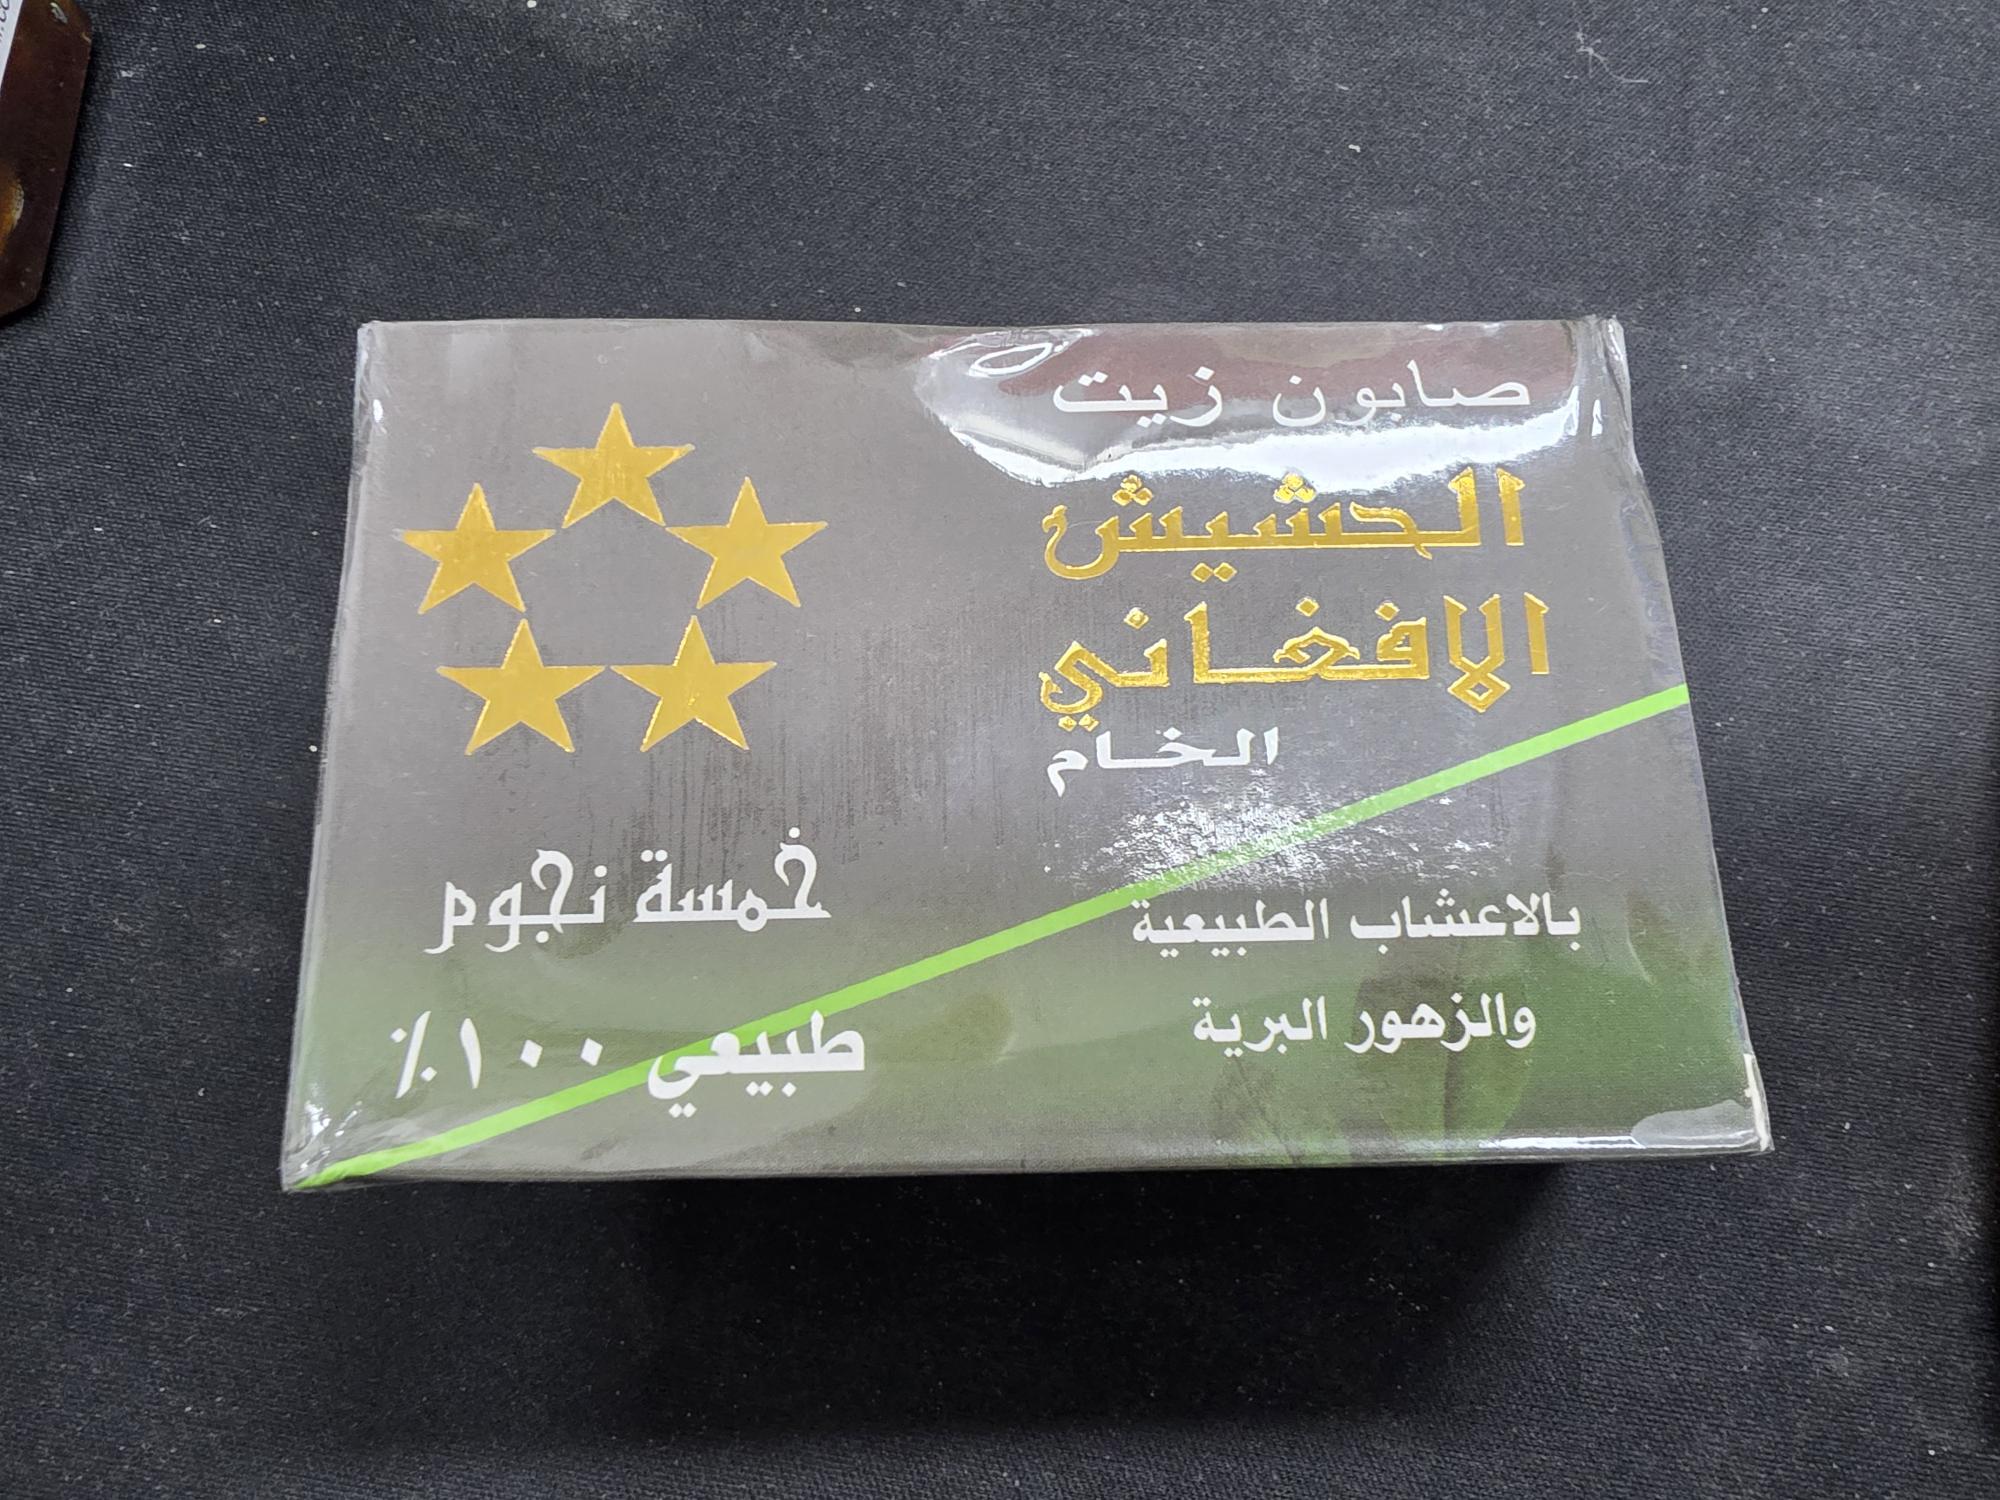 صابون زيت
الحشيش
الافغاني
الخام
بالاعشاب الطبيعية
والزهور البرية
خمسة نجوم
طبيعي ١٠٠٪